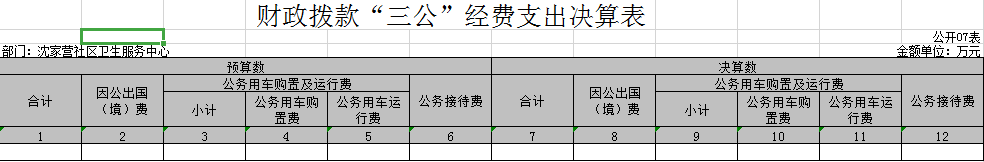 财政拨款“三公”经费支出决算表
公开07表
部门：沈家营社区卫生服务中心 金额单位：万元
预算数 决算数
合计 因公出国（境）费 公务用车购置及运行费 公务接待费 合计 因公出国（境）费 公务用车购置及运行费 公务接待费
小计 公务用车购置费 公务用车运行费 小计 公务用车购置费 公务用车运行费
1 2 3 4 5 6 7 8 9 10 11 12